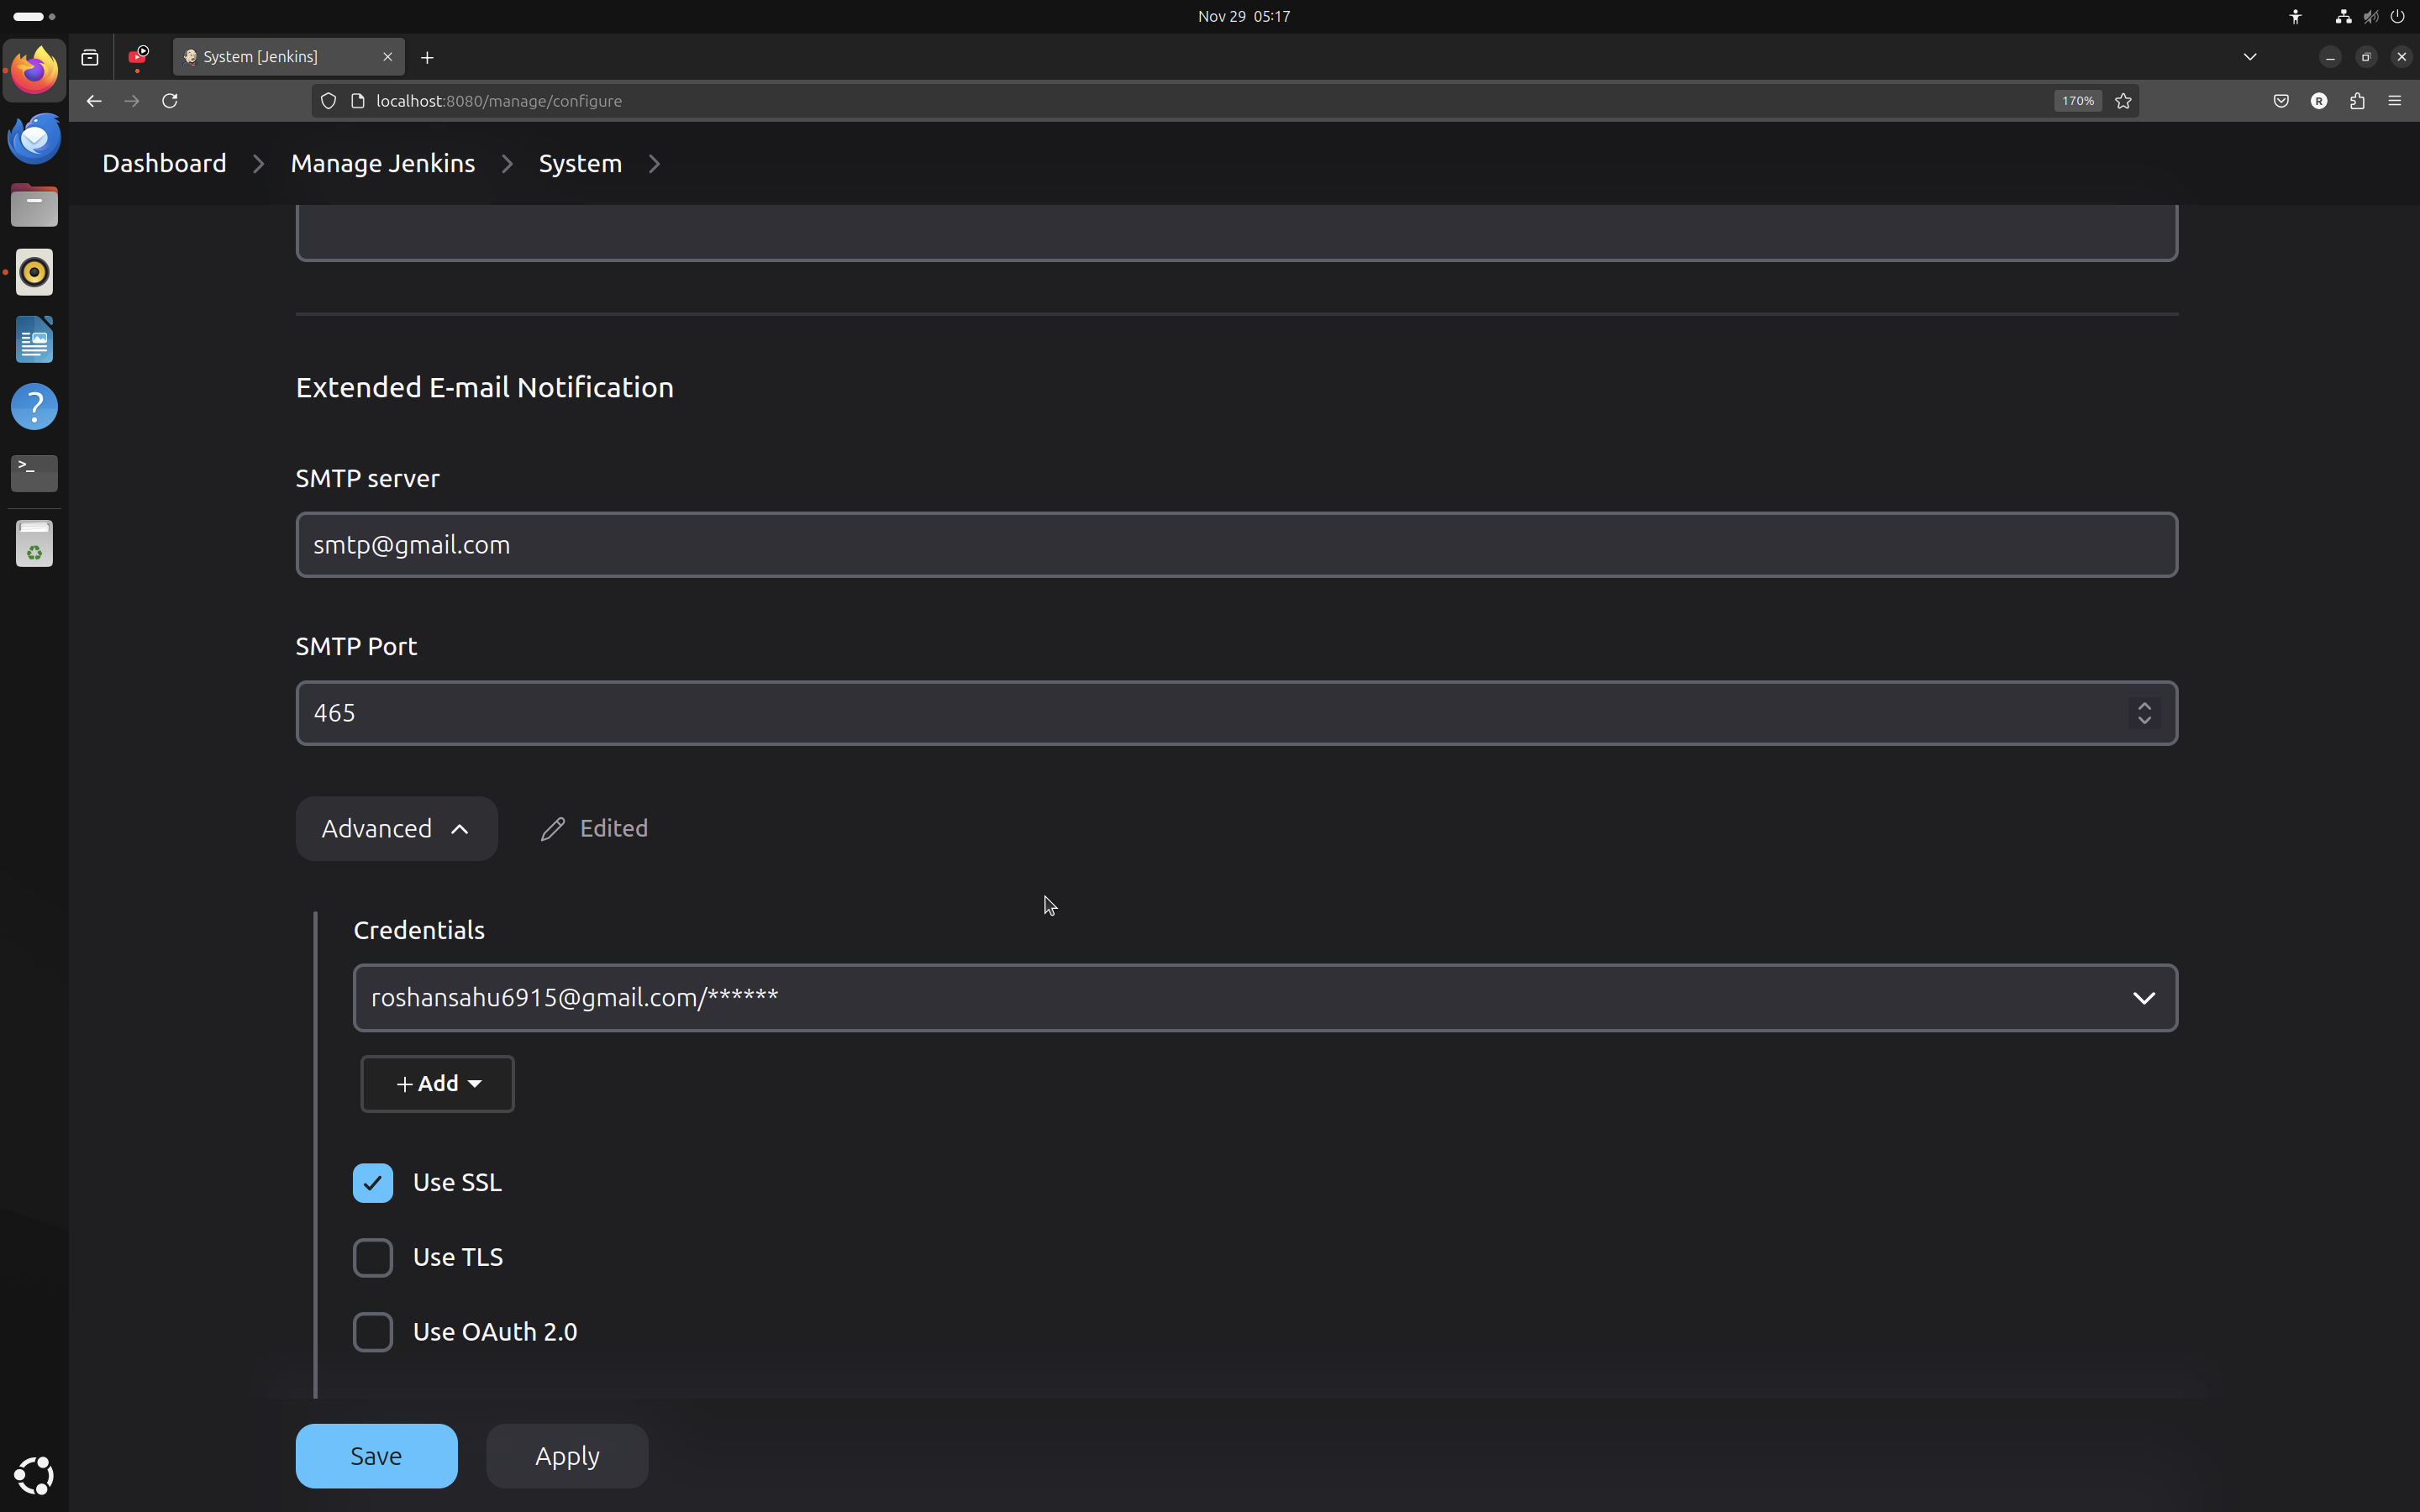 Nov 29 05:17
System [Jenkins]
localhost:8080/manage/configure
170%
R
Dashboard
Manage Jenkins
System
Extended E-mail Notification
SMTP server
smtp@gmail.com
SMTP Port
465
Advanced
Edited
Credentials
roshansahu6915@gmail.com/******
+ Add
Use SSL
Use TLS
Use OAuth 2.0
Save
Apply